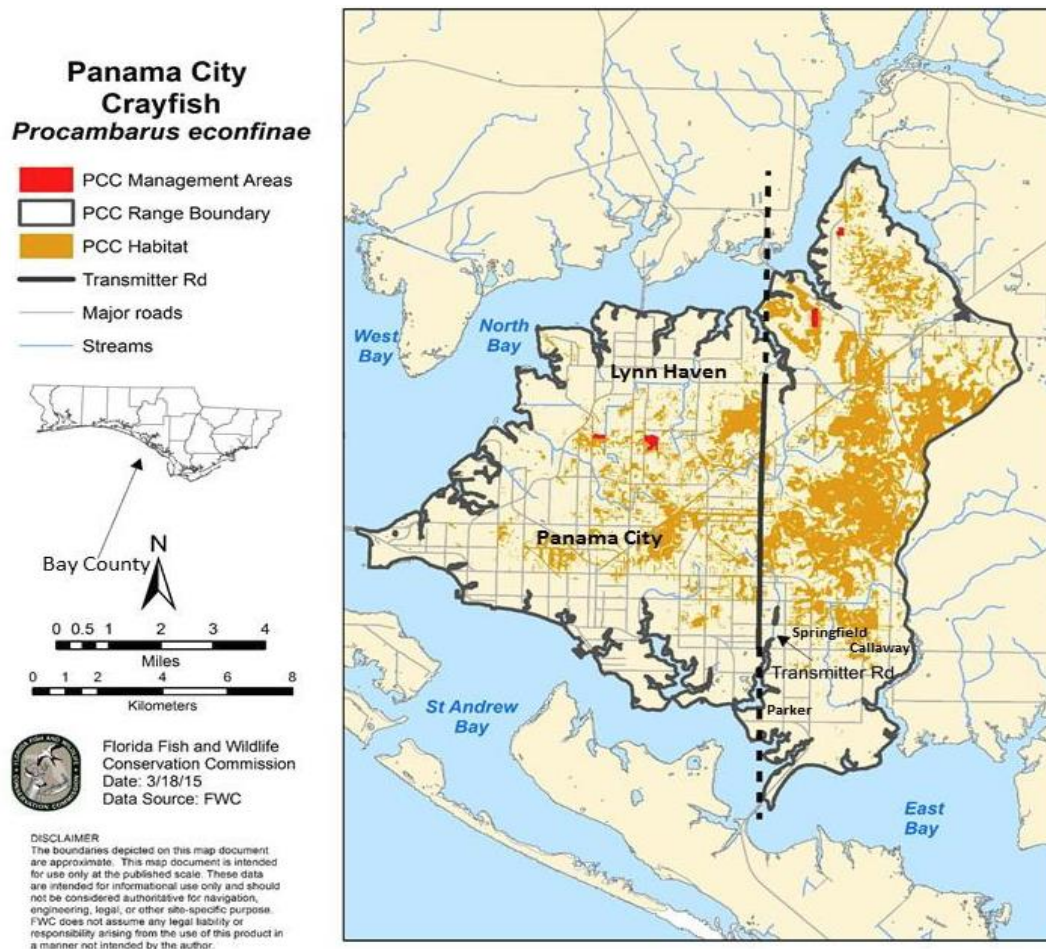 Panama City
Crayfish
Procambarus econfinae
PCC Management Areas
PCC Range Boundary
PCC Habitat
Transmitter Rd
Major roads
Streams
Bay County
N
0 0.5 1 2 3 4
Miles
0 1 2 4 6 8
Kilometers
Florida Fish and Wildlife
Conservation Commission
Date: 3/18/15
Data Source: FWC
DISCLAIMER
The boundaries depicted on this map document
are approximate. This map document is intended
for use only at the published scale. These data
are intended for informational use only and should
not be considered authoritative for navigation,
engineering, legal, or other site-specific purpose.
FWC does not assume any legal liability or
responsibility arising from the use of this product in
a manner not intended by the author.
West
Bay
North
Bay
Lynn Haven
Panama City
Springfield
Callaway
Transmitter Rd
Parker
St Andrew
Bay
East
Bay